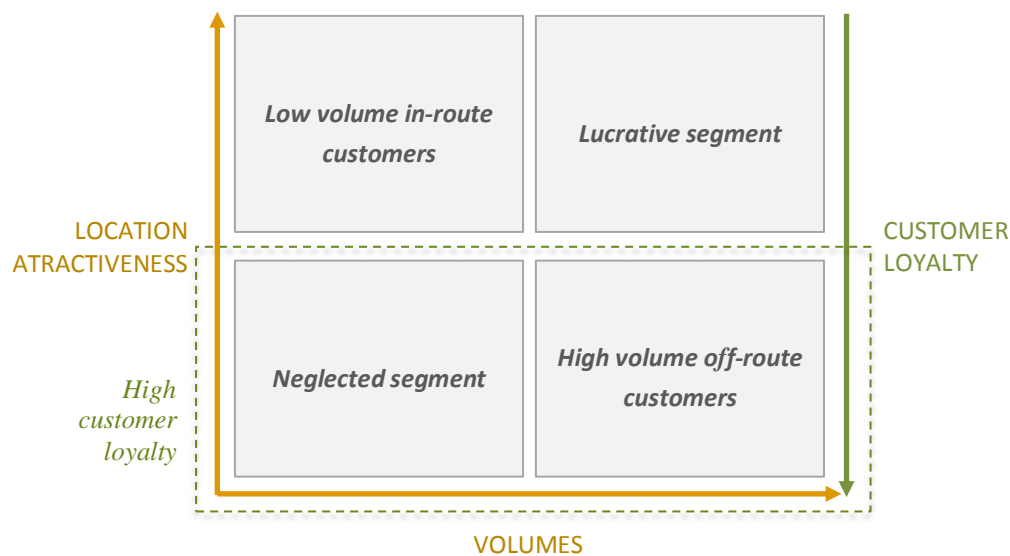 Low volume in-route
customers
Lucrative segment
LOCATION
ATRACTIVENESS
CUSTOMER
LOYALTY
Neglected segment
High volume off-route
customers
High
customer
loyalty
VOLUMES